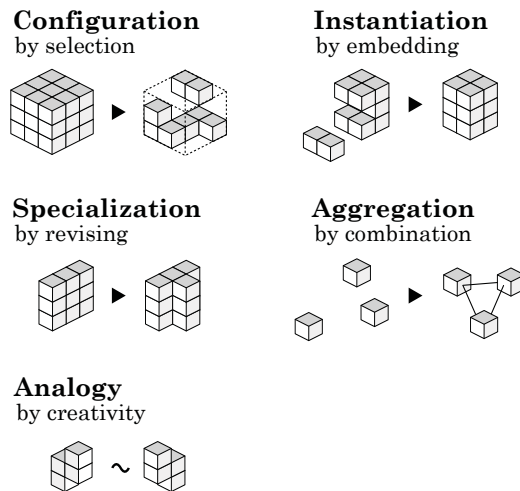 Configuration
by selection
Instantiation
by embedding
Specialization
by revising
Aggregation
by combination
Analogy
by creativity
~